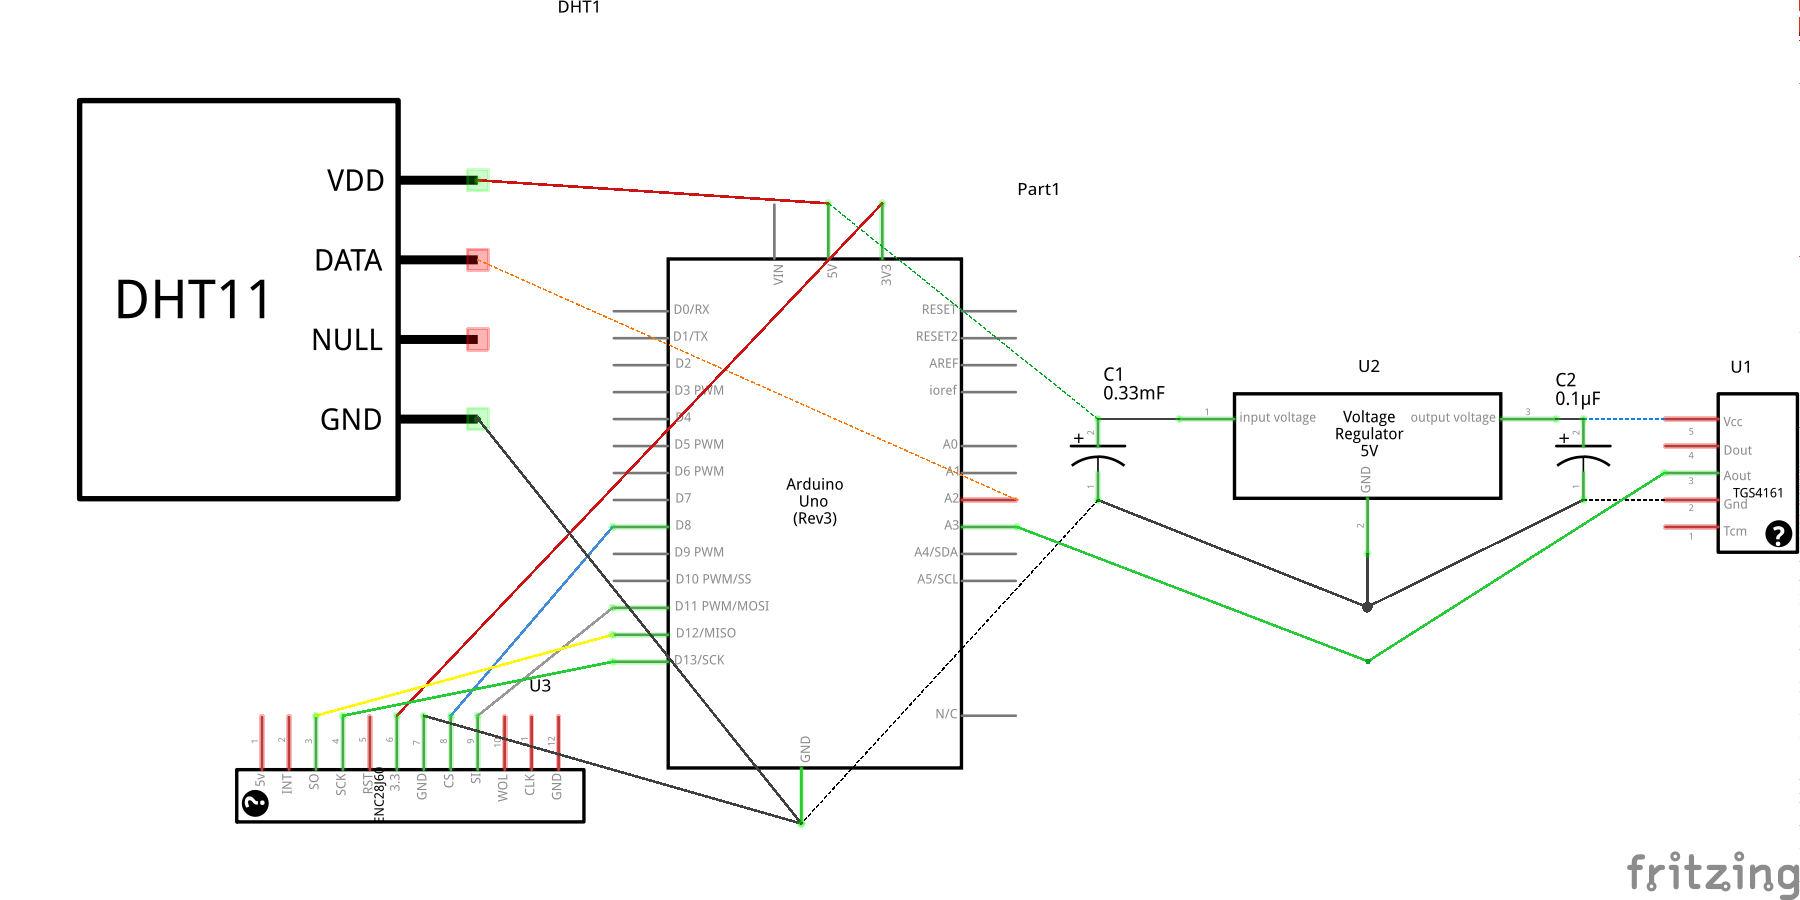 DHT1
DHT11
VDD
DATA
NULL
GND
Part1
VIN
5V
3V3
D0/RX
D1/TX
D2
D3 PWM
D4
D5 PWM
D6 PWM
D7
D8
D9 PWM
D10 PWM/SS
D11 PWM/MOSI
D12/MISO
D13/SCK
RESET
RESET2
AREF
ioref
A0
A1
A2
A3
A4/SDA
A5/SCL
N/C
GND
Arduino
Uno
(Rev3)
C1
0.33mF
+
2
1
U2
1
input voltage
Voltage
Regulator
5V
output voltage
3
GND
2
C2
0.1µF
+
2
1
U1
Vcc
5
Dout
4
Aout
3
TGS4161
Gnd
2
Tcm
1
?
U3
1
2
3
4
5
6
7
8
9
10
11
12
5v
INT
SO
SCK
RST
3.3
GND
CS
SI
WOL
CLK
GND
ENC28J60
?
fritzing